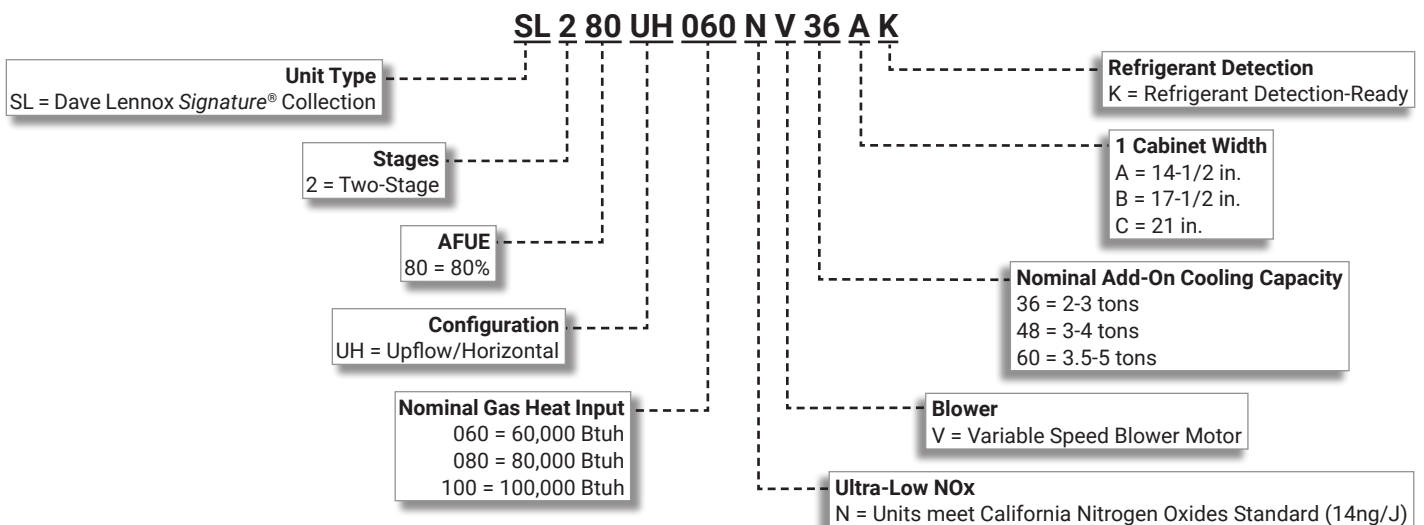 SL 2 80 UH 060 N V 36 A K
Unit Type
SL = Dave Lennox Signature® Collection
Stages
2 = Two-Stage
AFUE
80 = 80%
Configuration
UH = Upflow/Horizontal
Nominal Gas Heat Input
060 = 60,000 Btuh
080 = 80,000 Btuh
100 = 100,000 Btuh
Refrigerant Detection
K = Refrigerant Detection-Ready
1 Cabinet Width
A = 14-1/2 in.
B = 17-1/2 in.
C = 21 in.
Nominal Add-On Cooling Capacity
36 = 2-3 tons
48 = 3-4 tons
60 = 3.5-5 tons
Blower
V = Variable Speed Blower Motor
Ultra-Low NOx
N = Units meet California Nitrogen Oxides Standard (14ng/J)